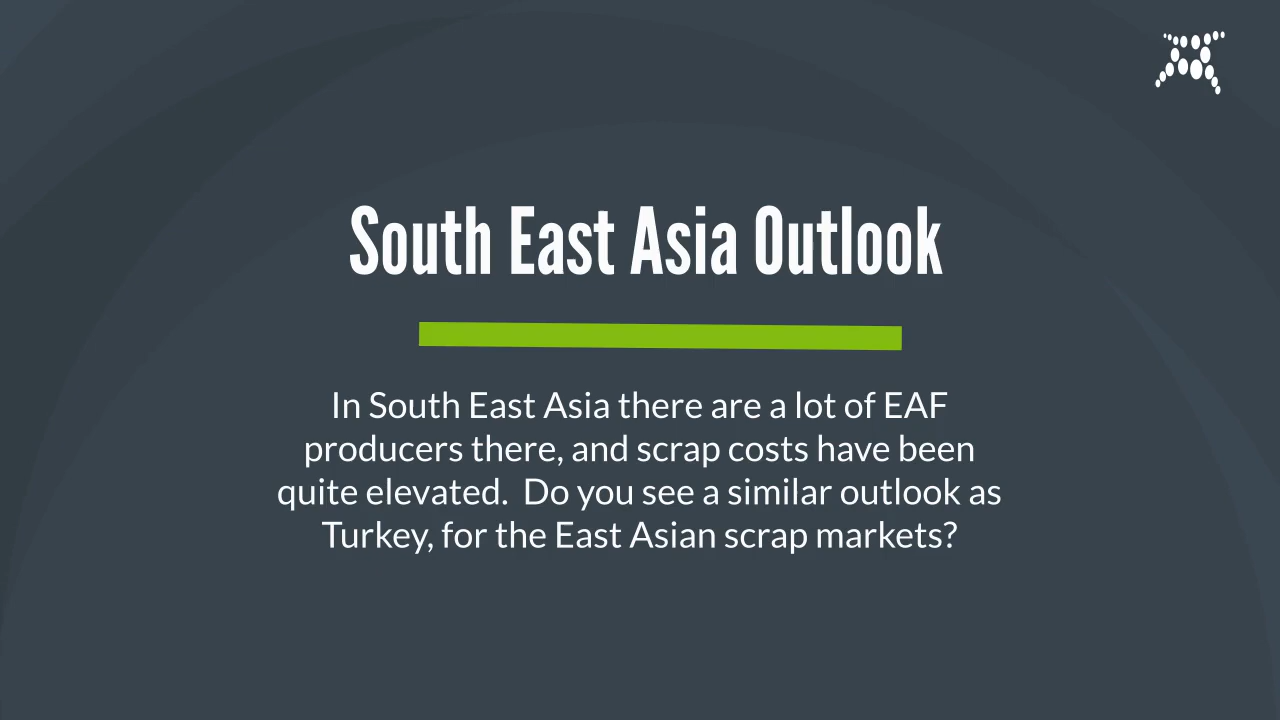 South East Asia Outlook
In South East Asia there are a lot of EAF
producers there, and scrap costs have been
quite elevated.  Do you see a similar outlook as
Turkey, for the East Asian scrap markets?